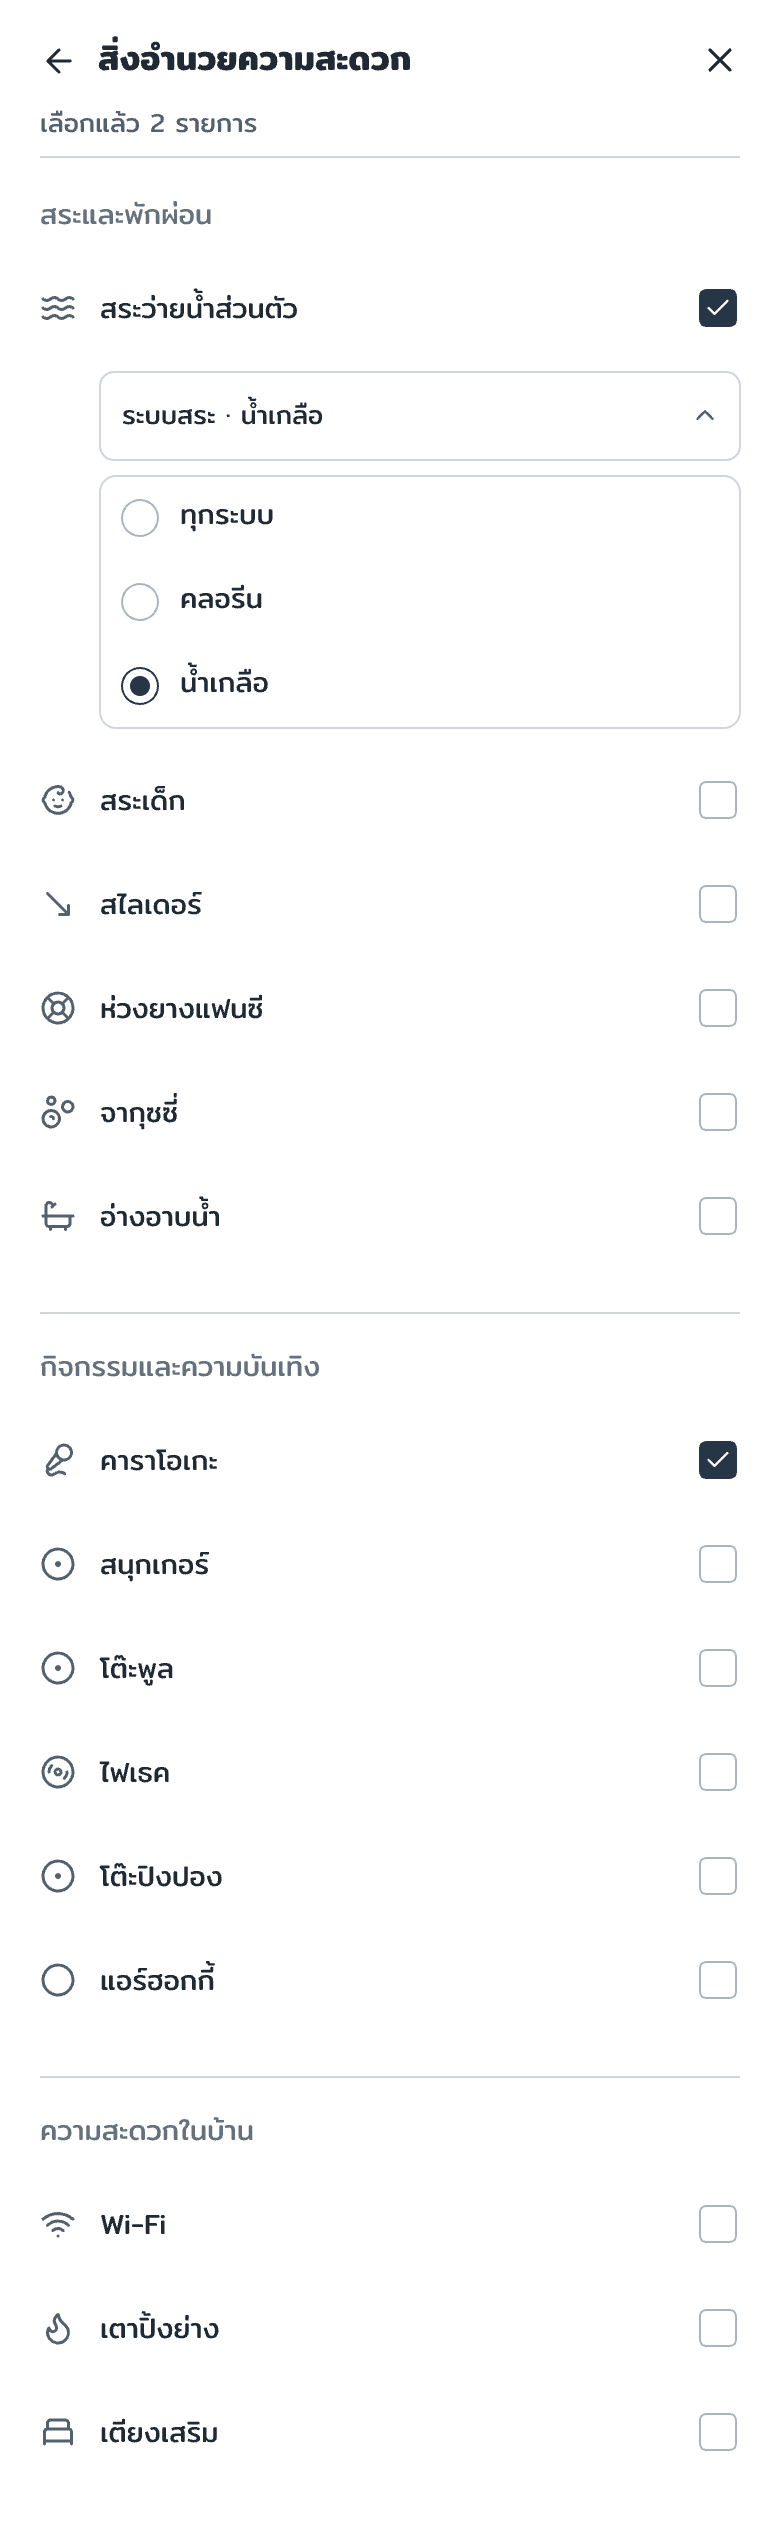 สิ่งอำนวยความสะดวก
เลือกแล้ว 2 รายการ
สระและพักผ่อน
สระว่ายน้ำส่วนตัว
ระบบสระ · น้ำเกลือ
ทุกระบบ
คลอรีน
น้ำเกลือ
สระเด็ก
สไลเดอร์
ห่วงยางแฟนซี
จากุซซี่
อ่างอาบน้ำ
กิจกรรมและความบันเทิง
คาราโอเกะ
สนุกเกอร์
โต๊ะพูล
ไฟเธค
โต๊ะปิงปอง
แอร์ฮอกกี้
ความสะดวกในบ้าน
Wi-Fi
เตาปิ้งย่าง
เตียงเสริม